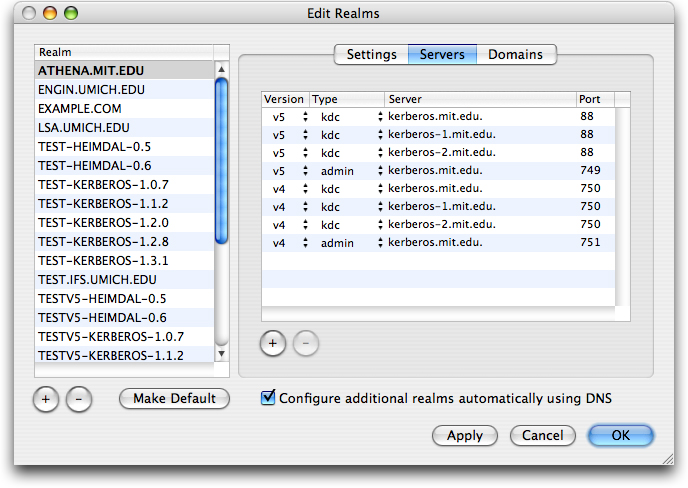 Edit Realms
Realm
ATHENA.MIT.EDU
ENGIN.UMICH.EDU
EXAMPLE.COM
LSA.UMICH.EDU
TEST-HEIMDAL-0.5
TEST-HEIMDAL-0.6
TEST-KERBEROS-1.0.7
TEST-KERBEROS-1.1.2
TEST-KERBEROS-1.2.0
TEST-KERBEROS-1.2.8
TEST-KERBEROS-1.3.1
TEST.IFS.UMICH.EDU
TESTV5-HEIMDAL-0.5
TESTV5-HEIMDAL-0.6
TESTV5-KERBEROS-1.0.7
TESTV5-KERBEROS-1.1.2
+ - Make Default
Settings Servers Domains
Version Type Server Port
v5 kdc kerberos.mit.edu. 88
v5 kdc kerberos-1.mit.edu. 88
v5 kdc kerberos-2.mit.edu. 88
v5 admin kerberos.mit.edu. 749
v4 kdc kerberos.mit.edu. 750
v4 kdc kerberos-1.mit.edu. 750
v4 kdc kerberos-2.mit.edu. 750
v4 admin kerberos.mit.edu. 751
+ -
Configure additional realms automatically using DNS
Apply Cancel OK